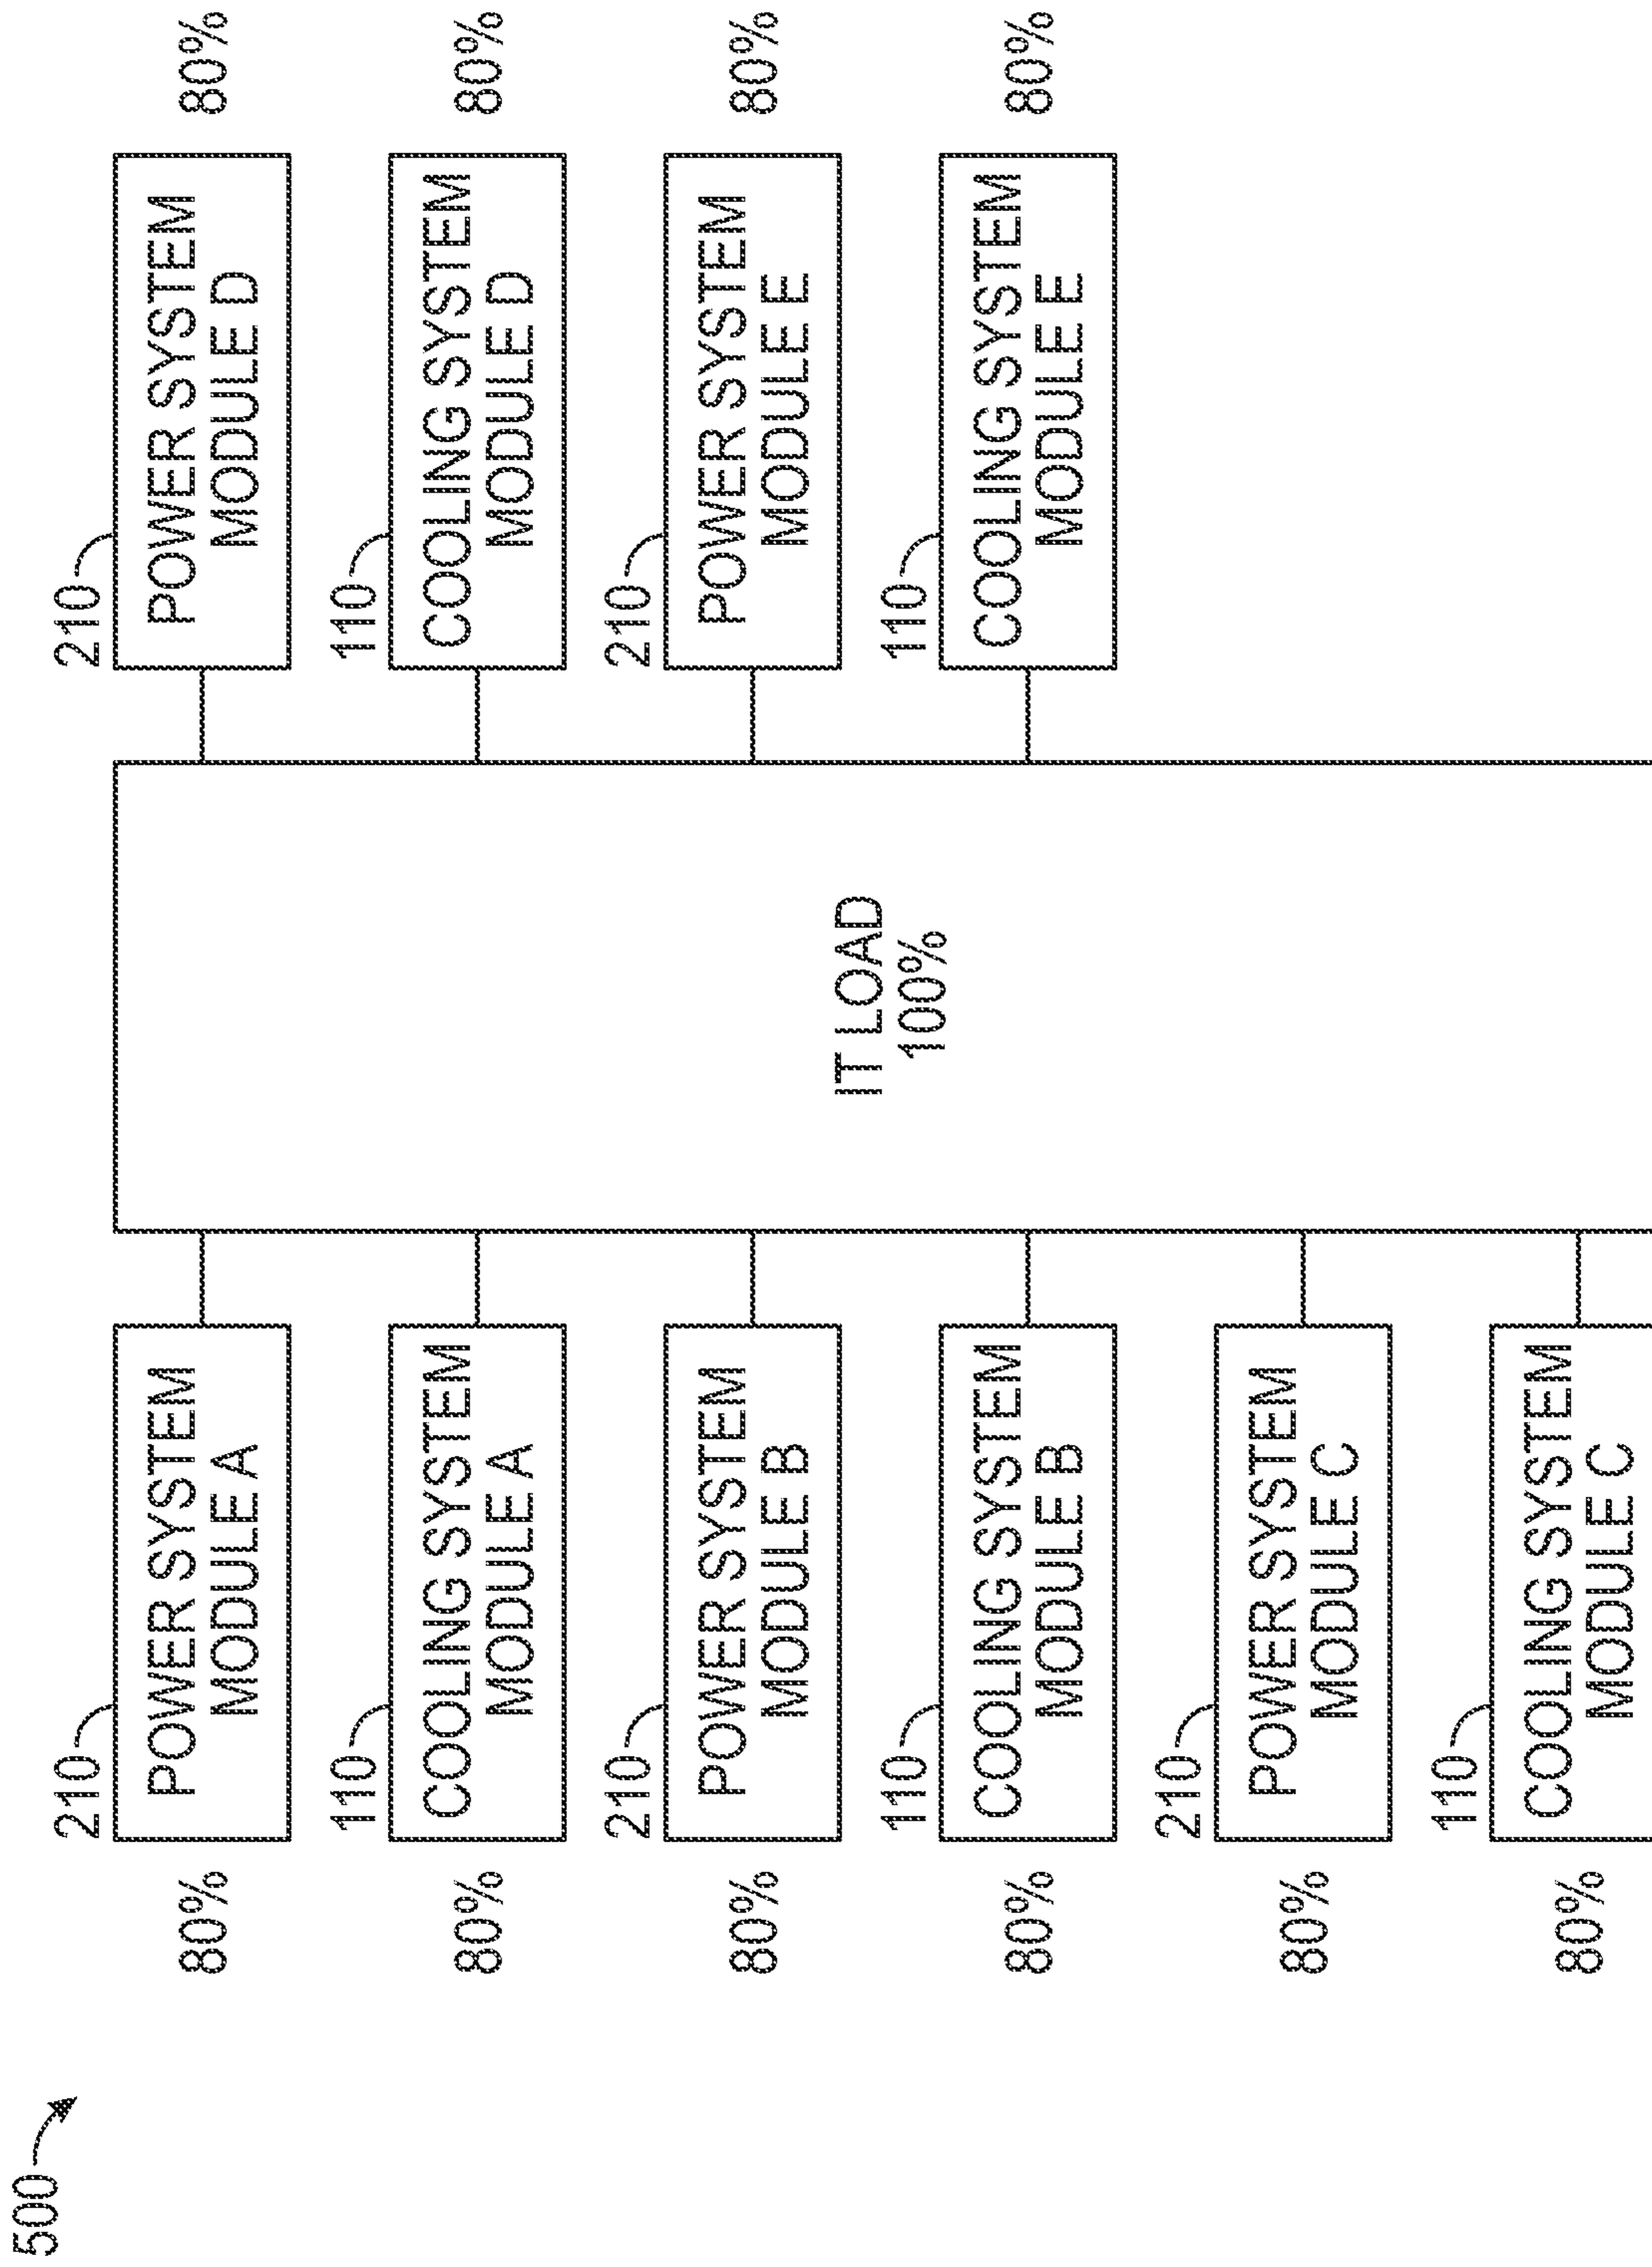 500
210
POWER SYSTEM
MODULE A
80%
110
COOLING SYSTEM
MODULE A
80%
210
POWER SYSTEM
MODULE B
80%
110
COOLING SYSTEM
MODULE B
80%
210
POWER SYSTEM
MODULE C
80%
110
COOLING SYSTEM
MODULE C
80%
IT LOAD
100%
210
POWER SYSTEM
MODULE D
80%
110
COOLING SYSTEM
MODULE D
80%
210
POWER SYSTEM
MODULE E
80%
110
COOLING SYSTEM
MODULE E
80%